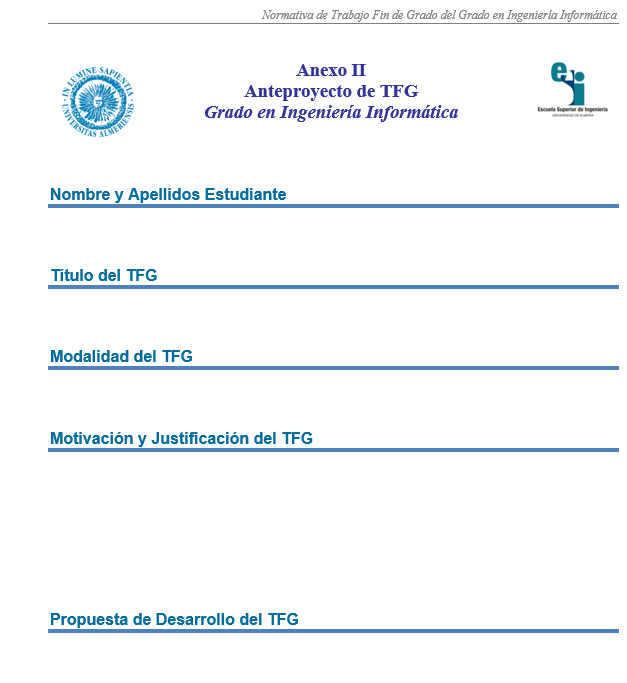 Normativa de Trabajo Fin de Grado del Grado en Ingeniería Informática
Anexo II
Anteproyecto de TFG
Grado en Ingeniería Informática
IN LUMINE SAPIENTIA
UNIVERSITAS ALMERIENSIS
eji
Escuela Superior de Ingeniería
UNIVERSIDAD DE ALMERÍA
Nombre y Apellidos Estudiante
Título del TFG
Modalidad del TFG
Motivación y Justificación del TFG
Propuesta de Desarrollo del TFG